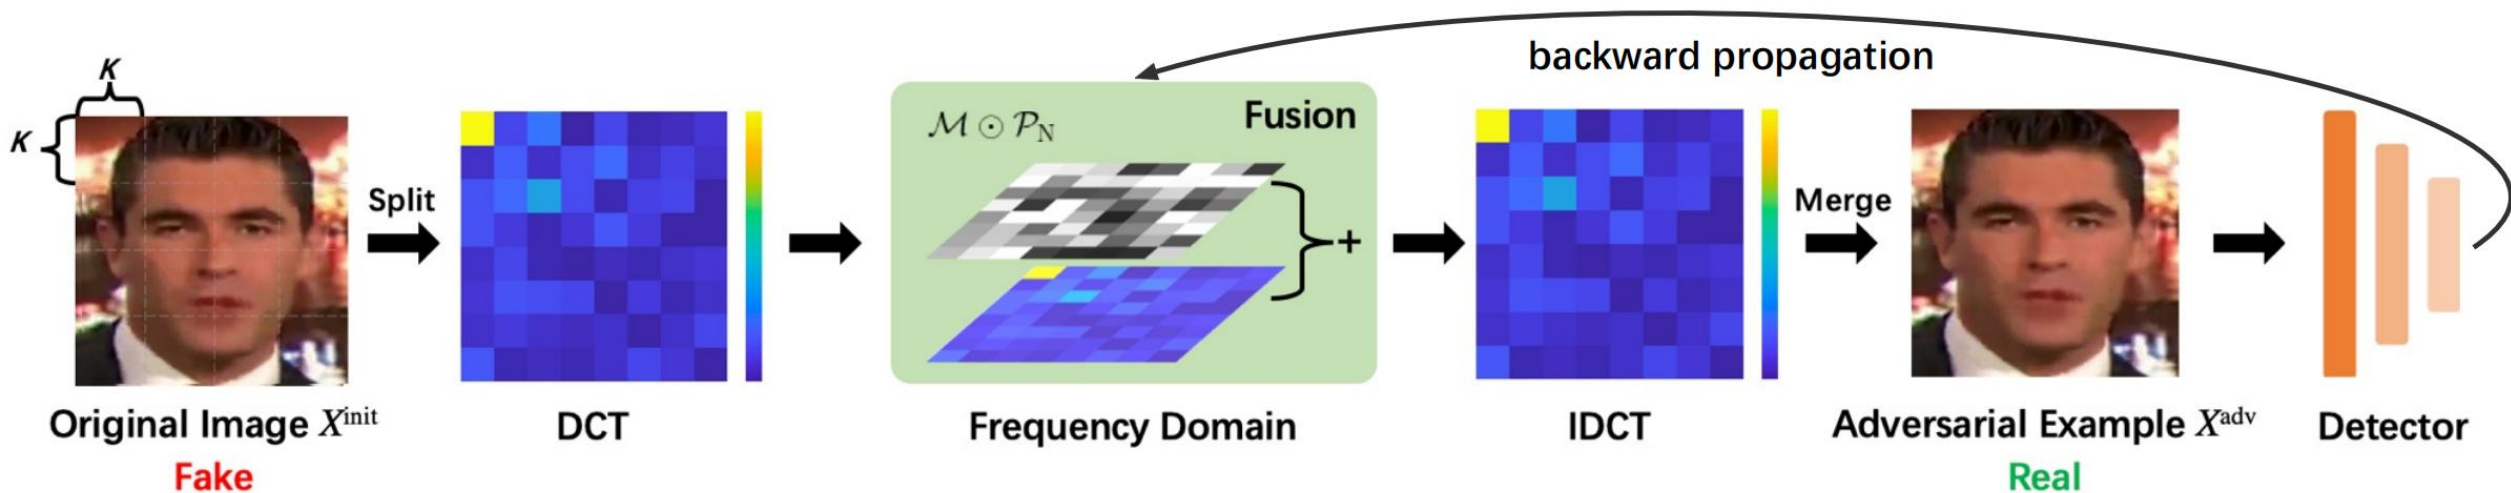 backward propagation
K
K
Split
M ⊙ P_N
Fusion
+
Merge
Original Image X^init
DCT
Frequency Domain
IDCT
Adversarial Example X^adv
Detector
Fake
Real